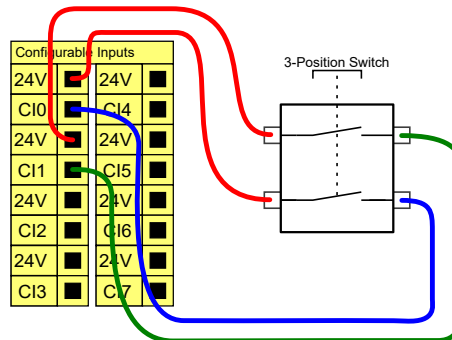 Configurable Inputs
3-Position Switch
24V 24V
CI0 CI4
24V 24V
CI1 CI5
24V 24V
CI2 CI6
24V 24V
CI3 CI7